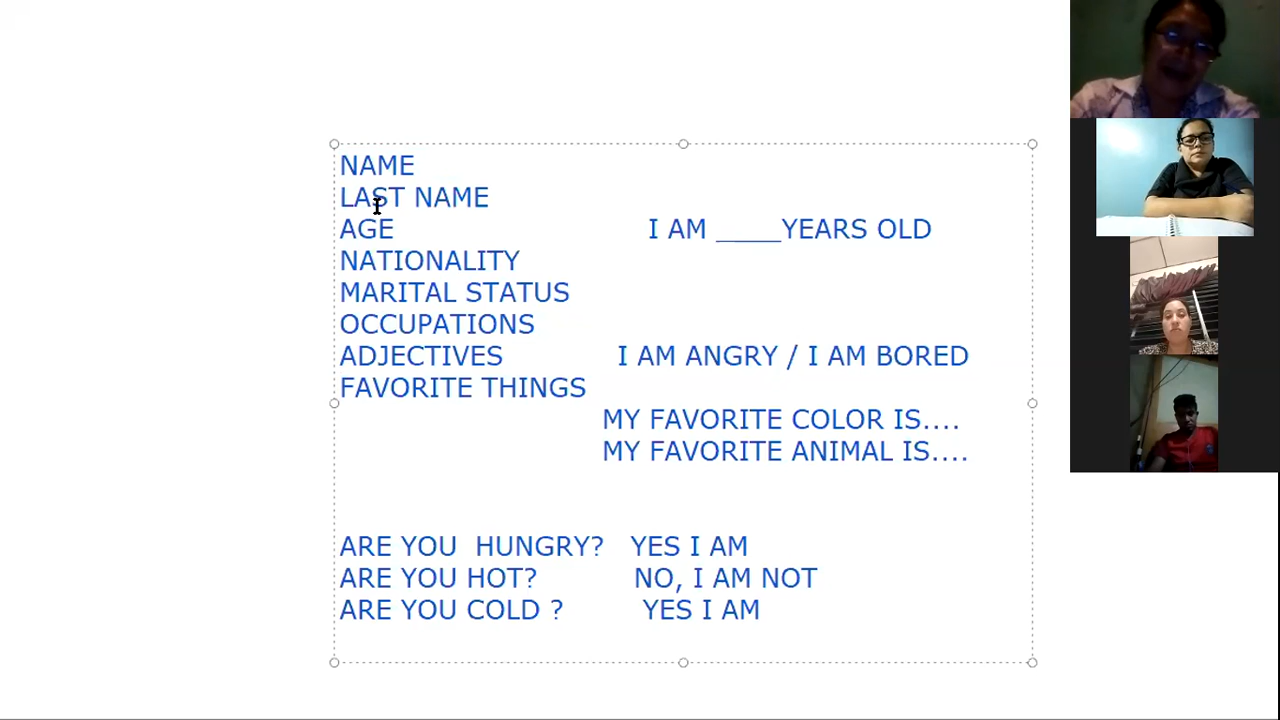 NAME
LAST NAME
AGE I AM ____YEARS OLD
NATIONALITY
MARITAL STATUS
OCCUPATIONS
ADJECTIVES I AM ANGRY / I AM BORED
FAVORITE THINGS
MY FAVORITE COLOR IS....
MY FAVORITE ANIMAL IS....
ARE YOU HUNGRY? YES I AM
ARE YOU HOT? NO, I AM NOT
ARE YOU COLD ? YES I AM